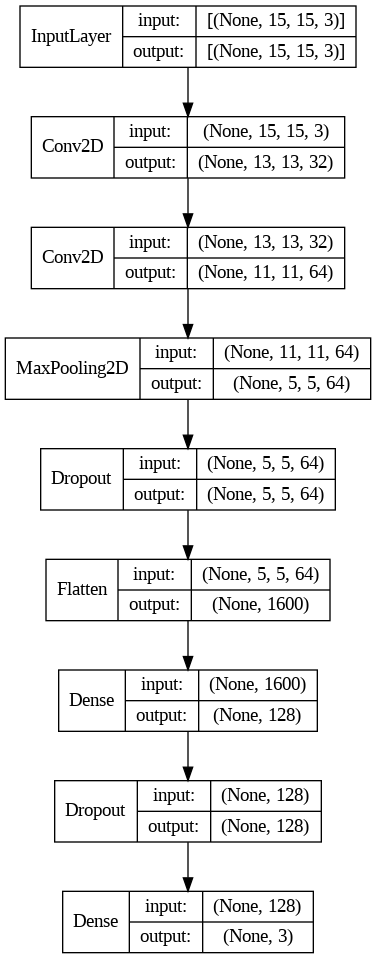 InputLayer
input: [(None, 15, 15, 3)]
output: [(None, 15, 15, 3)]
Conv2D
input: (None, 15, 15, 3)
output: (None, 13, 13, 32)
Conv2D
input: (None, 13, 13, 32)
output: (None, 11, 11, 64)
MaxPooling2D
input: (None, 11, 11, 64)
output: (None, 5, 5, 64)
Dropout
input: (None, 5, 5, 64)
output: (None, 5, 5, 64)
Flatten
input: (None, 5, 5, 64)
output: (None, 1600)
Dense
input: (None, 1600)
output: (None, 128)
Dropout
input: (None, 128)
output: (None, 128)
Dense
input: (None, 128)
output: (None, 3)